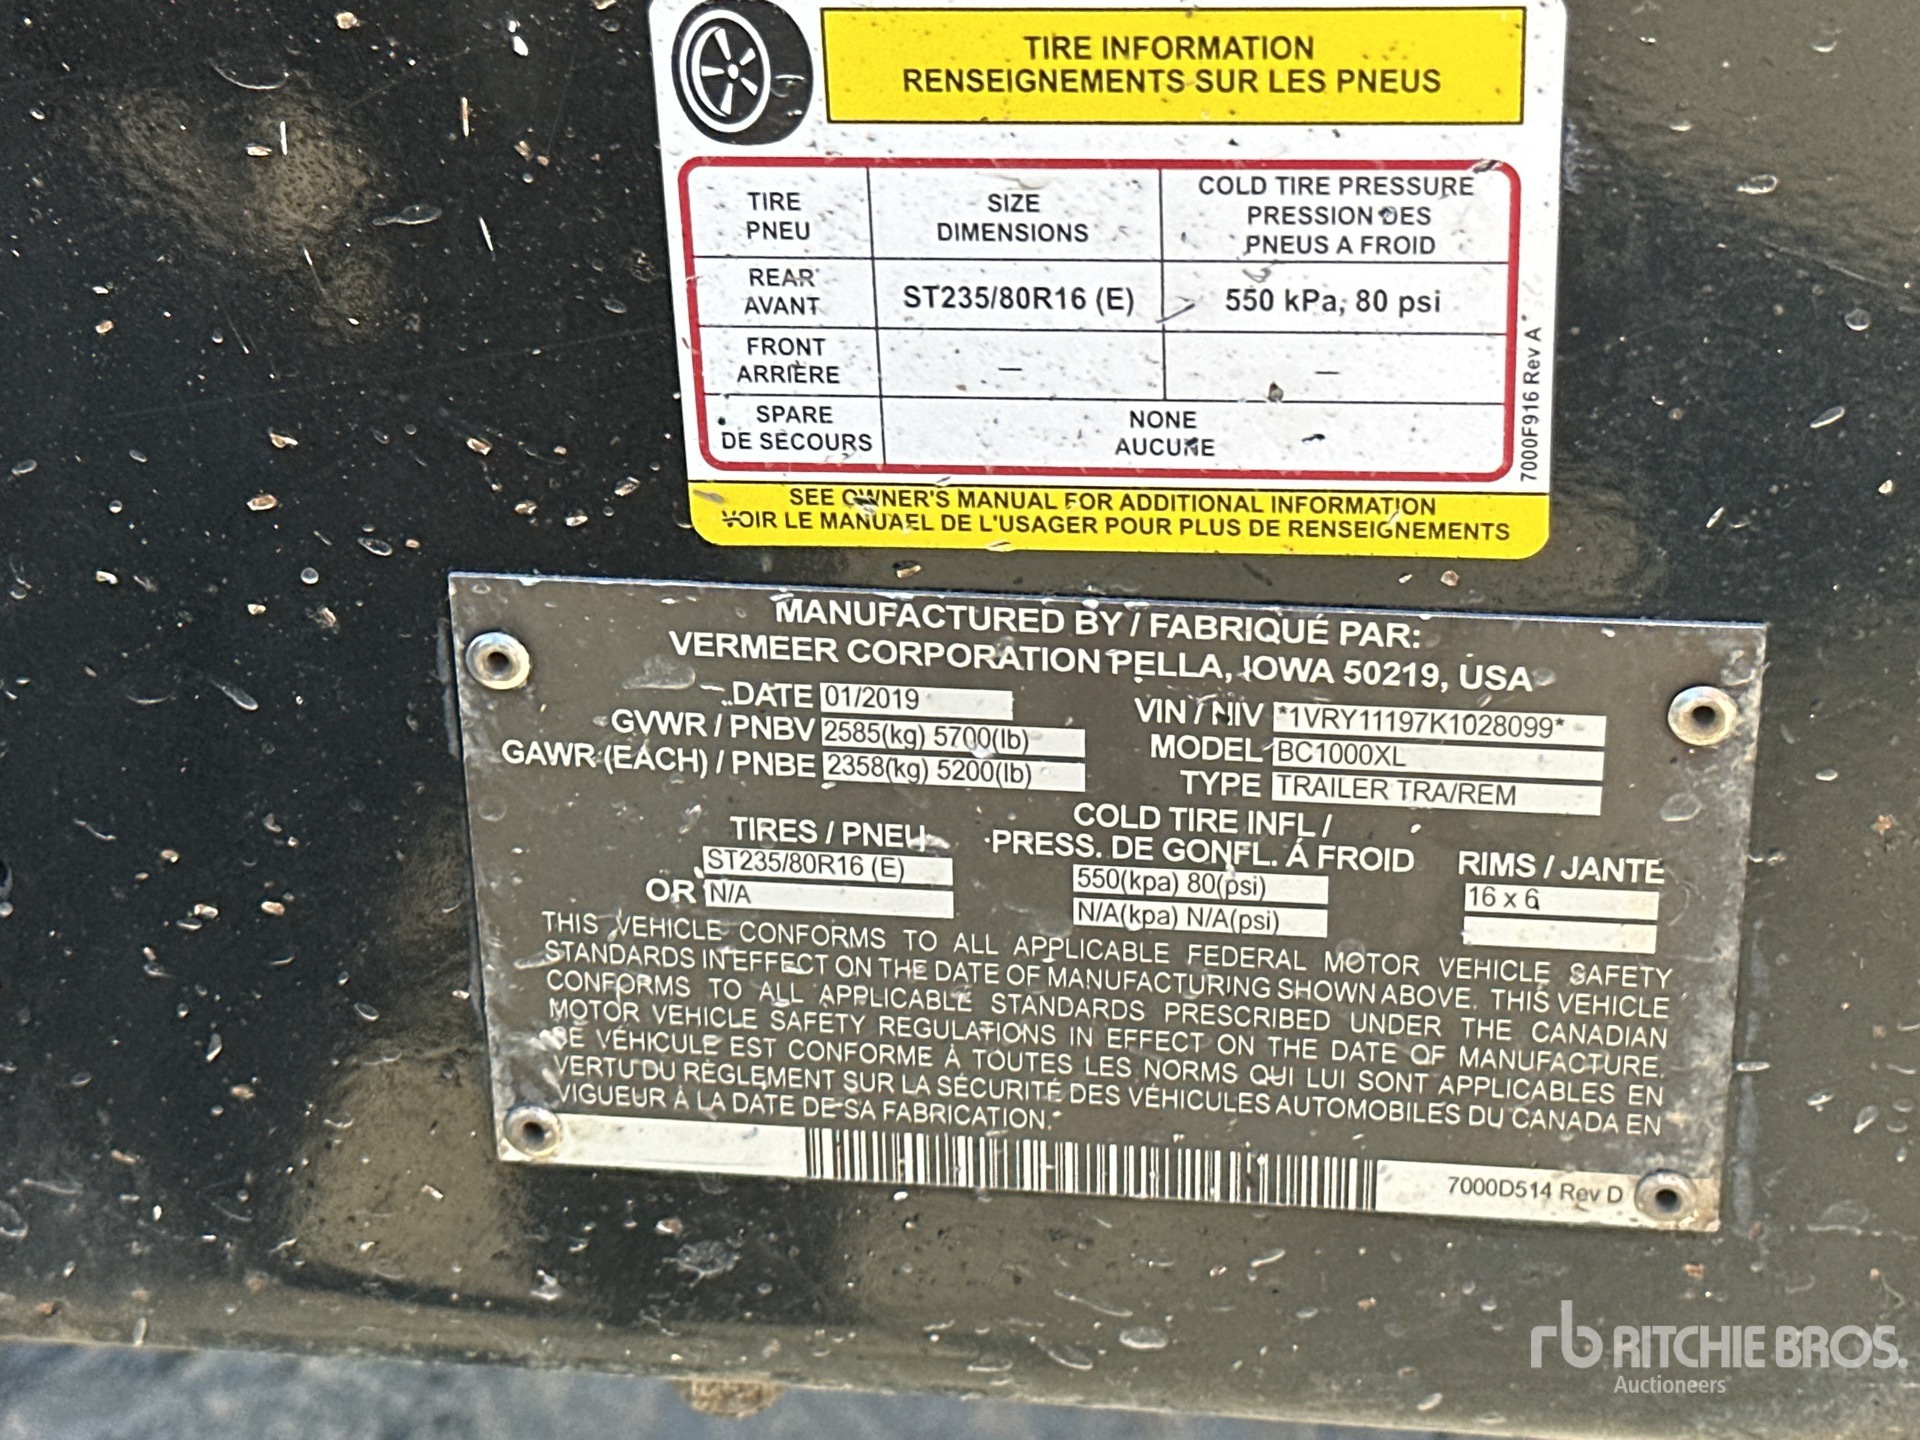 TIRE INFORMATION
RENSEIGNEMENTS SUR LES PNEUS
TIRE
PNEU
SIZE
DIMENSIONS
COLD TIRE PRESSURE
PRESSION DES
PNEUS A FROID
REAR
AVANT
ST235/80R16 (E)
550 kPa, 80 psi
FRONT
ARRIÈRE
—
—
SPARE
DE SECOURS
NONE
AUCUNE
7000F916 Rev A
SEE OWNER'S MANUAL FOR ADDITIONAL INFORMATION
VOIR LE MANUAEL DE L'USAGER POUR PLUS DE RENSEIGNEMENTS
MANUFACTURED BY / FABRIQUÉ PAR:
VERMEER CORPORATION PELLA, IOWA 50219, USA
DATE 01/2019
GVWR / PNBV 2585(kg) 5700(lb)
GAWR (EACH) / PNBE 2358(kg) 5200(lb)
VIN / NIV *1VRY11197K1028099*
MODEL BC1000XL
TYPE TRAILER TRA/REM
TIRES / PNEU
ST235/80R16 (E)
OR N/A
COLD TIRE INFL /
PRESS. DE GONFL. Á FROID
550(kpa) 80(psi)
N/A(kpa) N/A(psi)
RIMS / JANTE
16 x 6
THIS VEHICLE CONFORMS TO ALL APPLICABLE FEDERAL MOTOR VEHICLE SAFETY
STANDARDS IN EFFECT ON THE DATE OF MANUFACTURING SHOWN ABOVE. THIS VEHICLE
CONFORMS TO ALL APPLICABLE STANDARDS PRESCRIBED UNDER THE CANADIAN
MOTOR VEHICLE SAFETY REGULATIONS IN EFFECT ON THE DATE OF MANUFACTURE.
SE VÉHICULE EST CONFORME À TOUTES LES NORMS QUI LUI SONT APPLICABLES EN
VERTU DU RÈGLEMENT SUR LA SÉCURITÉ DES VÉHICULES AUTOMOBILES DU CANADA EN
VIGUEUR À LA DATE DE SA FABRICATION.
7000D514 Rev D
rb RITCHIE BROS.
Auctioneers